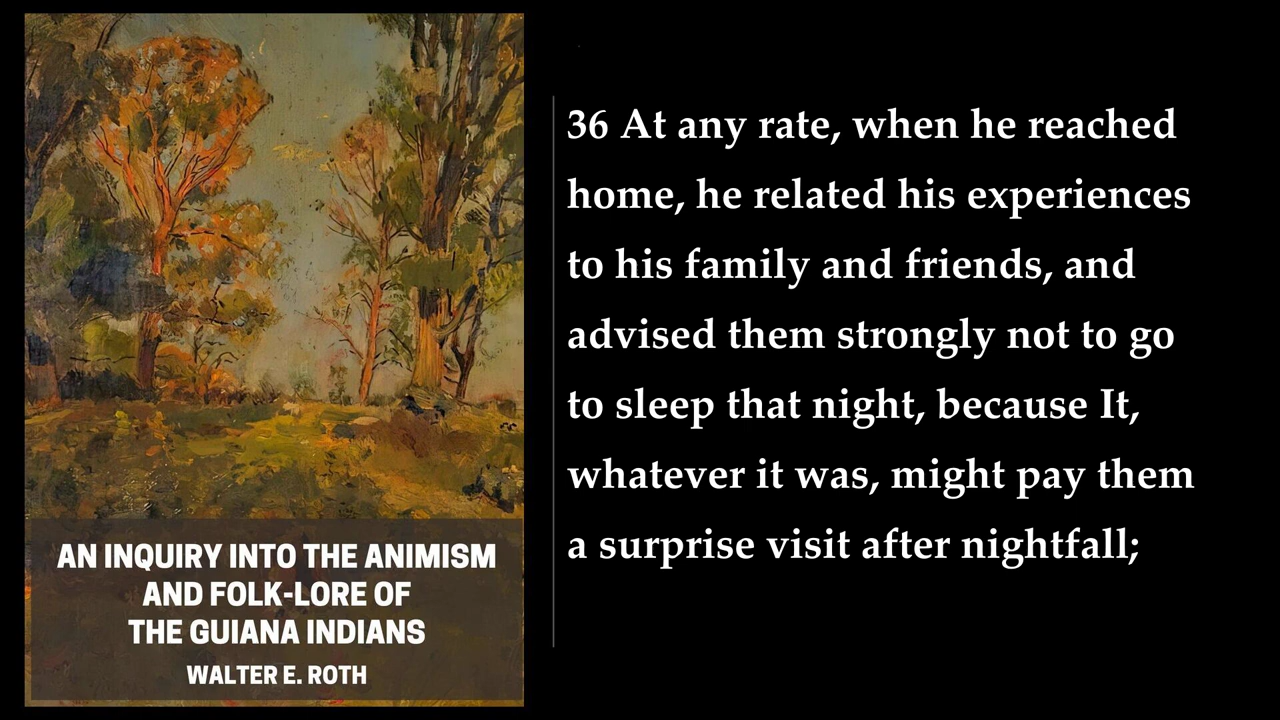 AN INQUIRY INTO THE ANIMISM
AND FOLK-LORE OF
THE GUIANA INDIANS
WALTER E. ROTH
36 At any rate, when he reached
home, he related his experiences
to his family and friends, and
advised them strongly not to go
to sleep that night, because It,
whatever it was, might pay them
a surprise visit after nightfall;